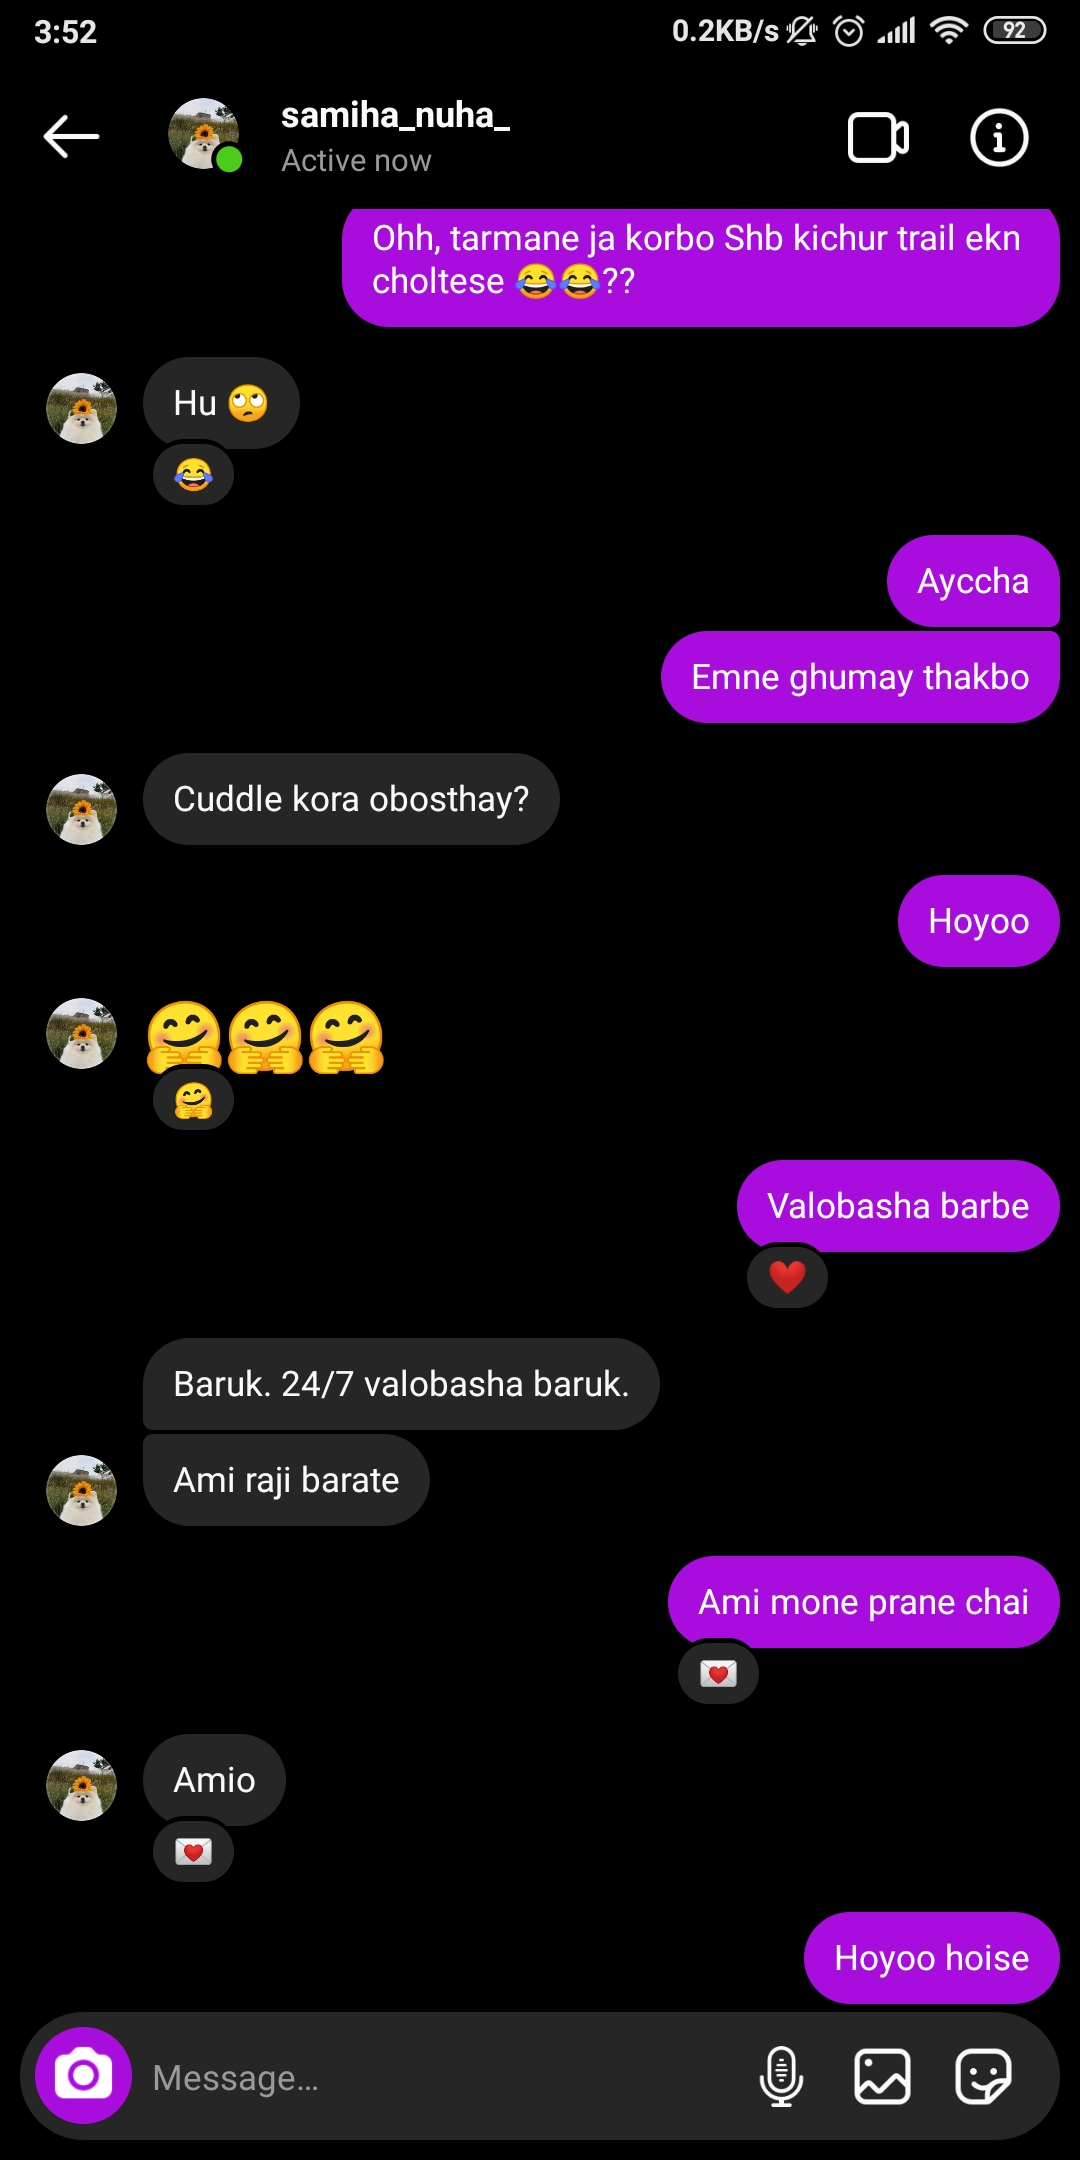 3:52
0.2KB/s
92
samiha_nuha_
Active now
Ohh, tarmane ja korbo Shb kichur trail ekn
choltese 😂😂??
Hu 🙄
😂
Ayccha
Emne ghumay thakbo
Cuddle kora obosthay?
Hoyoo
🤗🤗🤗
🤗
Valobasha barbe
❤️
Baruk. 24/7 valobasha baruk.
Ami raji barate
Ami mone prane chai
💌
Amio
💌
Hoyoo hoise
Message...